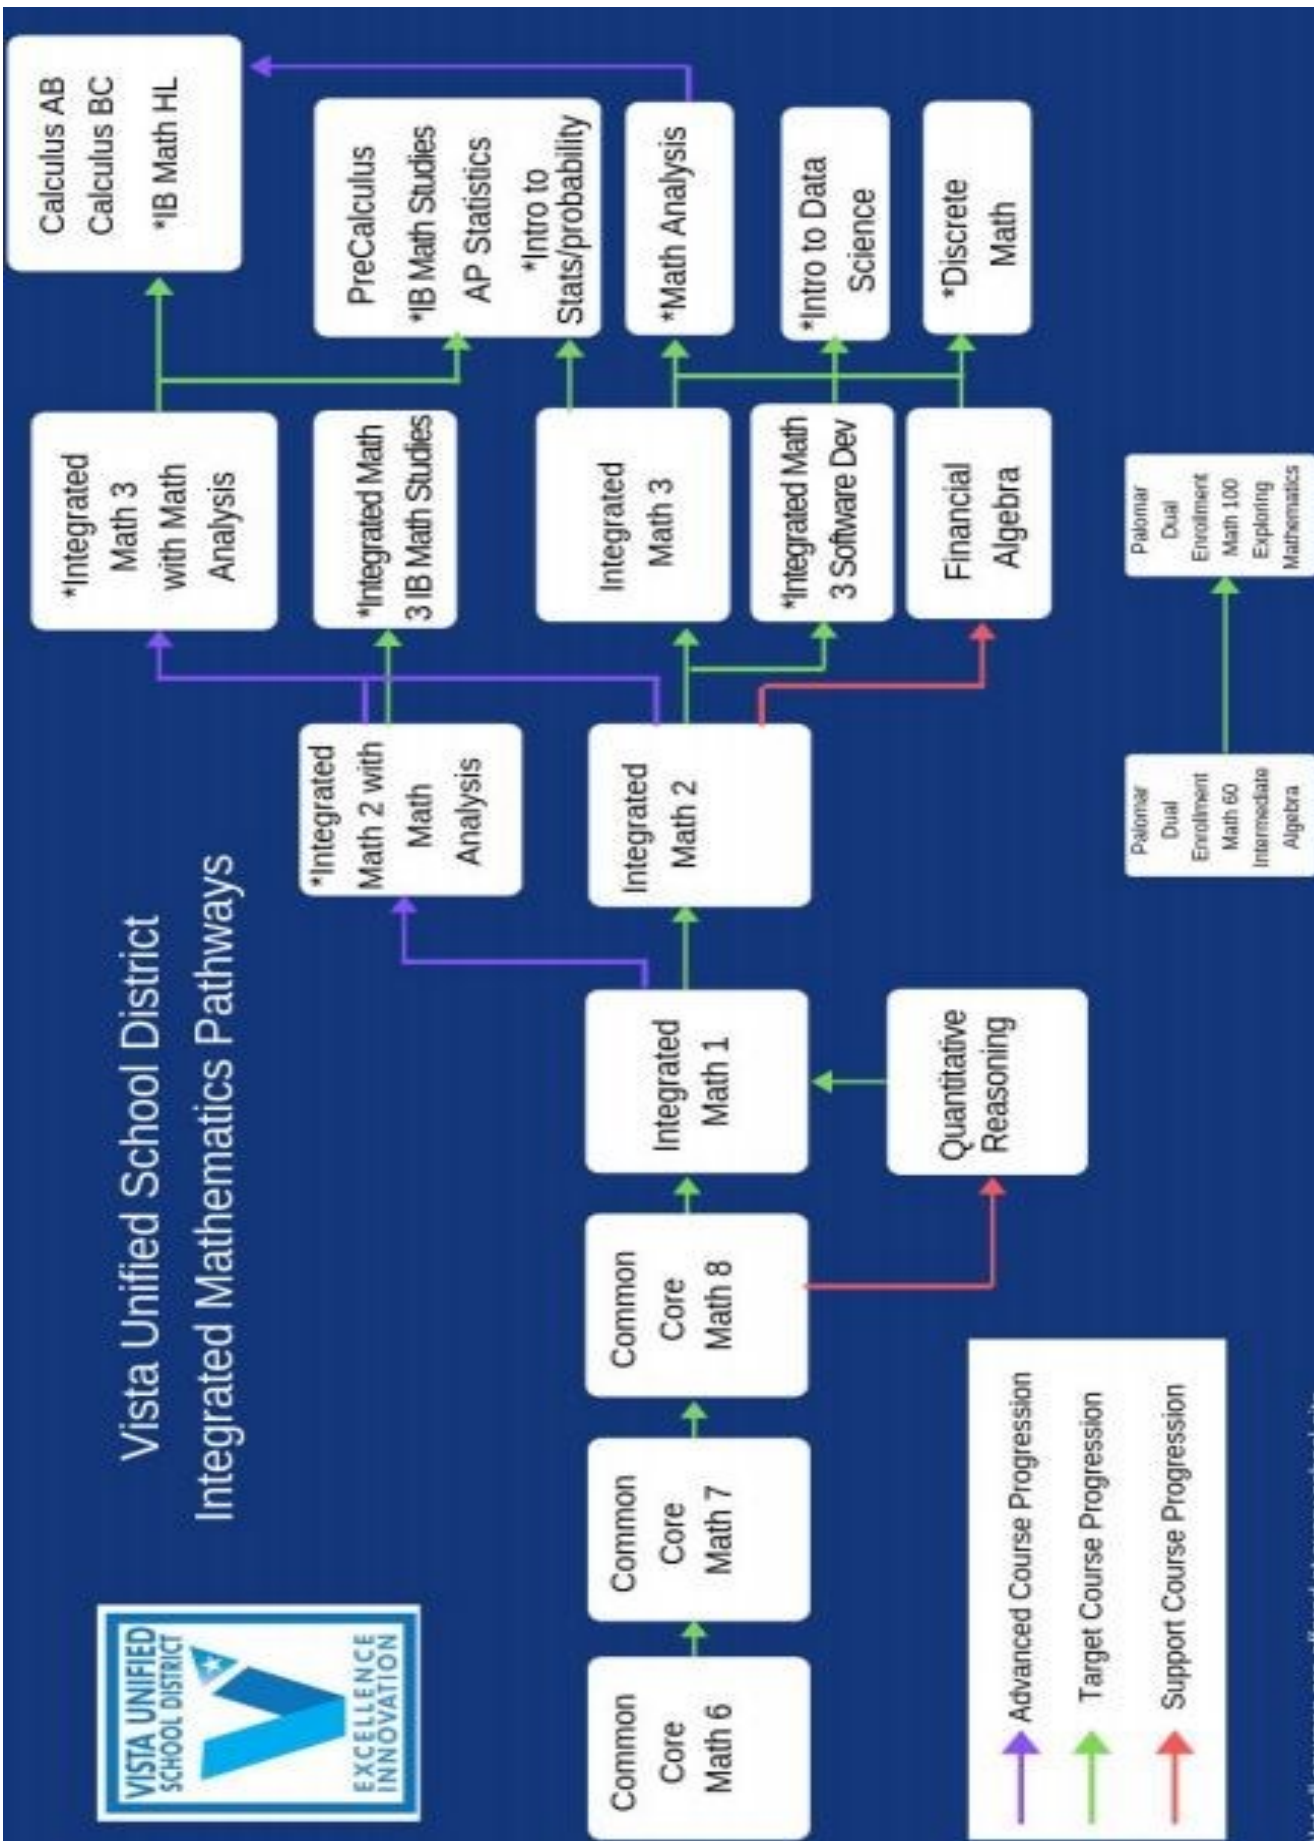 VISTA UNIFIED
SCHOOL DISTRICT
EXCELLENCE
INNOVATION
Vista Unified School District
Integrated Mathematics Pathways
Common
Core
Math 6
Common
Core
Math 7
Common
Core
Math 8
Integrated
Math 1
Quantitative
Reasoning
*Integrated
Math 2 with
Math
Analysis
Integrated
Math 2
*Integrated
Math 3
with Math
Analysis
*Integrated Math
3 IB Math Studies
Integrated
Math 3
*Integrated Math
3 Software Dev
Financial
Algebra
Calculus AB
Calculus BC
*IB Math HL
PreCalculus
*IB Math Studies
AP Statistics
*Intro to
Stats/probability
*Math Analysis
*Intro to Data
Science
*Discrete
Math
Palomar
Dual
Enrollment
Math 60
Intermediate
Algebra
Palomar
Dual
Enrollment
Math 100
Exploring
Mathematics
Advanced Course Progression
Target Course Progression
Support Course Progression